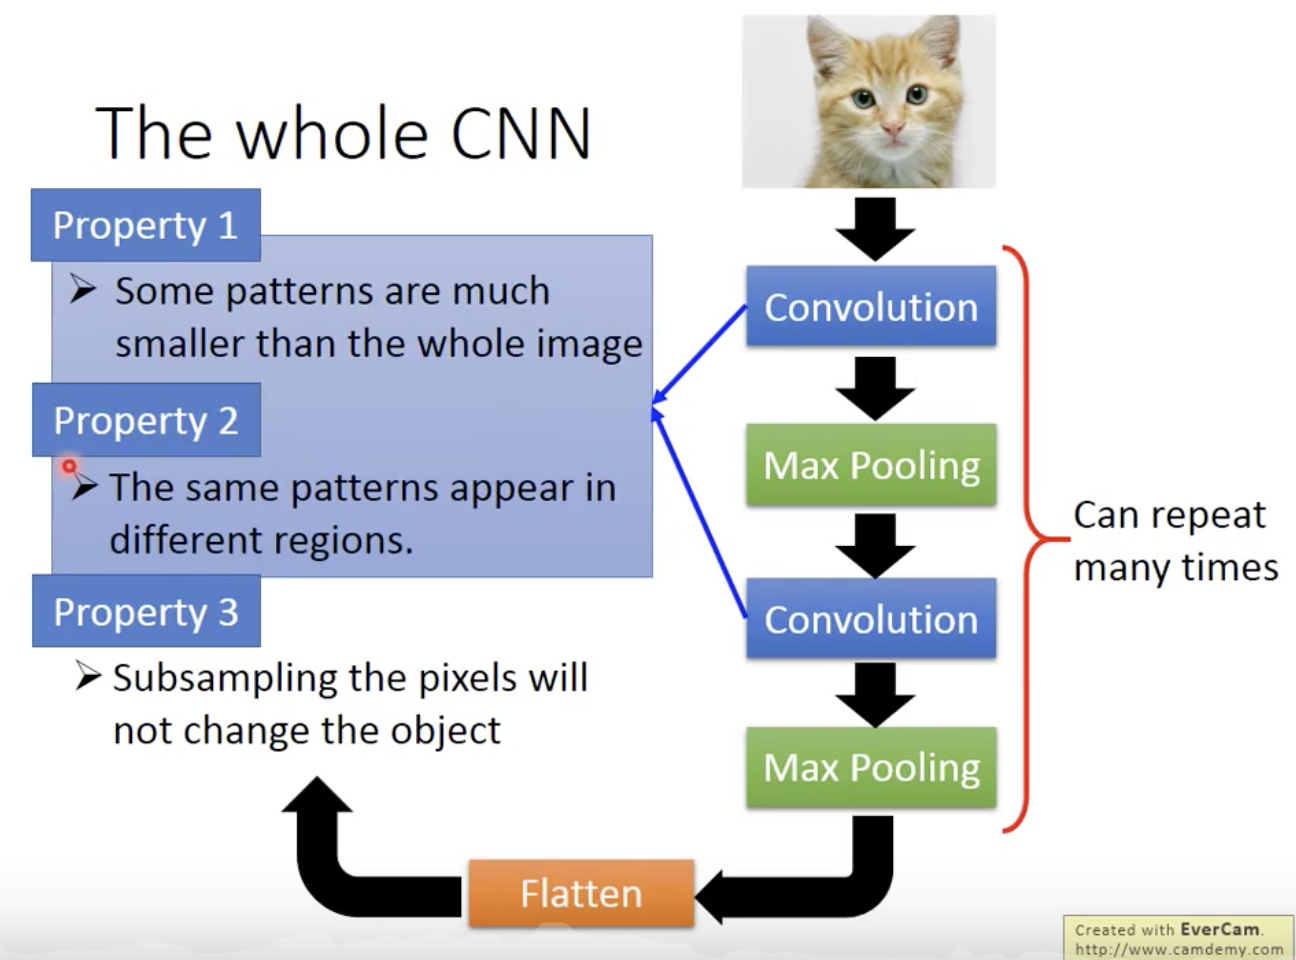 The whole CNN
Property 1
➢ Some patterns are much
smaller than the whole image
Property 2
➢ The same patterns appear in
different regions.
Property 3
➢ Subsampling the pixels will
not change the object
Convolution
Max Pooling
Convolution
Max Pooling
Can repeat
many times
Flatten
Created with EverCam.
http://www.camdemy.com